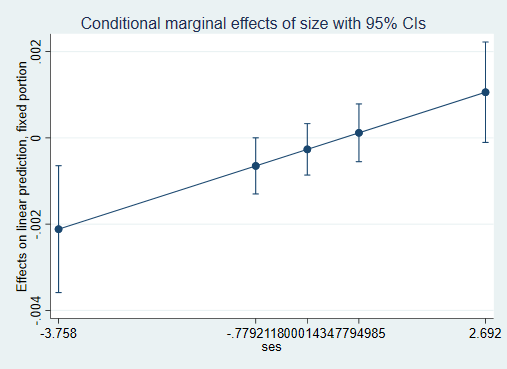 Conditional marginal effects of size with 95% CIs
Effects on linear prediction, fixed portion
.002
0
-.002
-.004
-3.758
2.692
ses